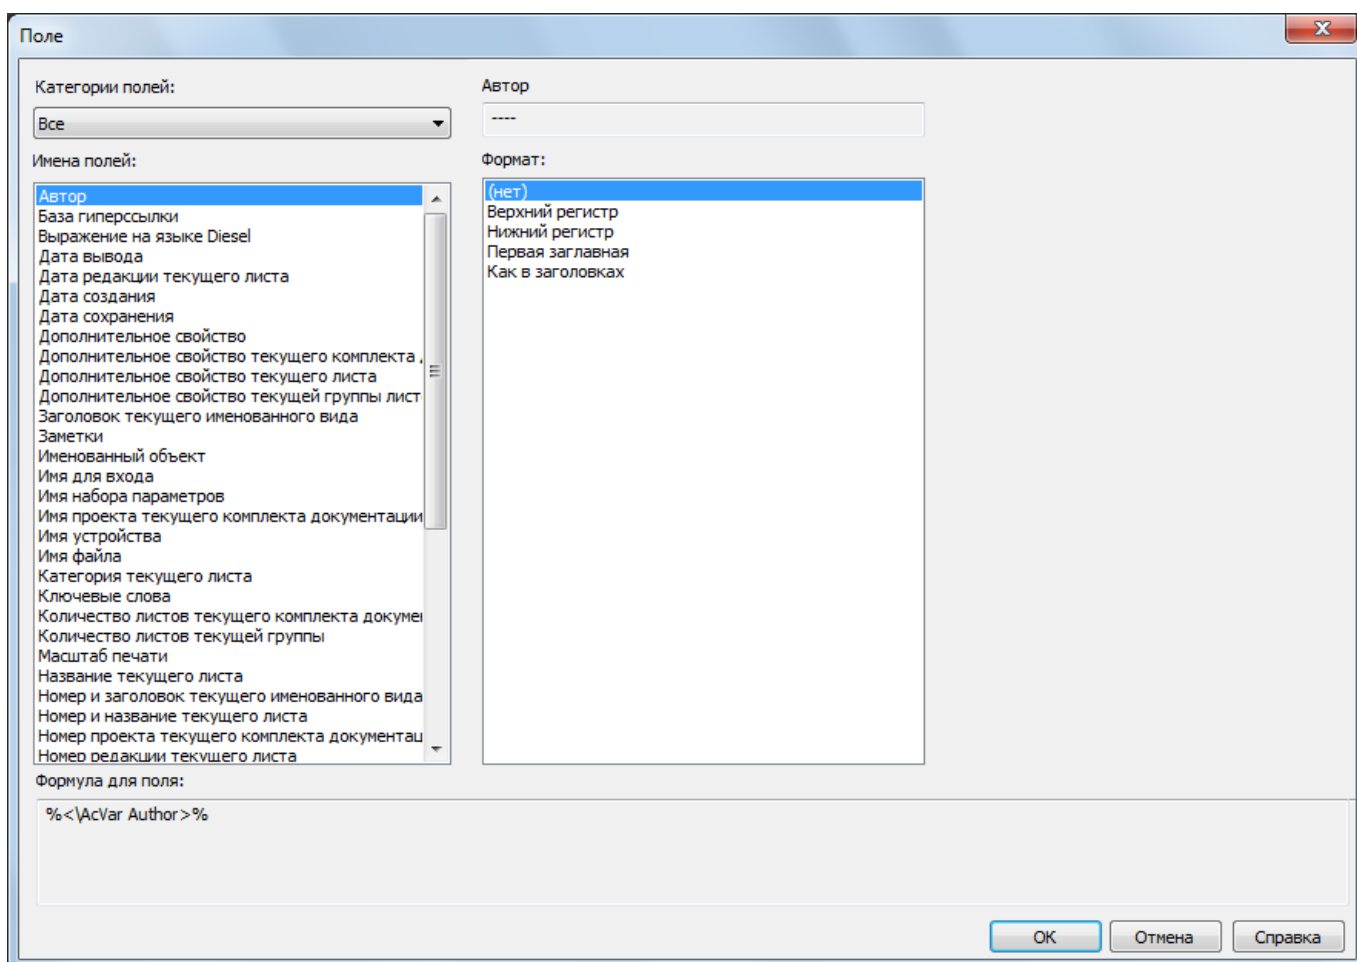 Поле
Категории полей:
Все
Имена полей:
Автор
База гиперссылки
Выражение на языке Diesel
Дата вывода
Дата редакции текущего листа
Дата создания
Дата сохранения
Дополнительное свойство
Дополнительное свойство текущего комплекта
Дополнительное свойство текущего листа
Дополнительное свойство текущей группы лист
Заголовок текущего именованного вида
Заметки
Именованный объект
Имя для входа
Имя набора параметров
Имя проекта текущего комплекта документации
Имя устройства
Имя файла
Категория текущего листа
Ключевые слова
Количество листов текущего комплекта докумен
Количество листов текущей группы
Масштаб печати
Название текущего листа
Номер и заголовок текущего именованного вида
Номер и название текущего листа
Номер проекта текущего комплекта документац
Номер редакции текущего листа
Автор
----
Формат:
(нет)
Верхний регистр
Нижний регистр
Первая заглавная
Как в заголовках
Формула для поля:
%<\AcVar Author>%
ОК
Отмена
Справка